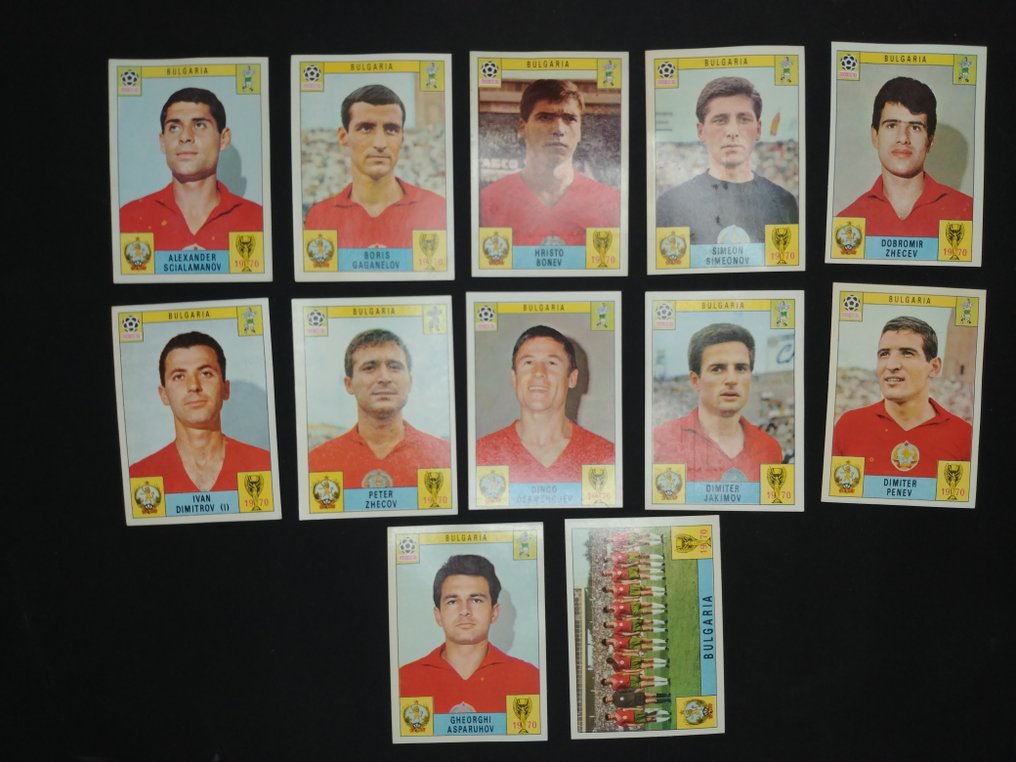 BULGARIA
ALEXANDER
SCIALAMANOV
1970
BULGARIA
BORIS
GAGANELOV
1970
BULGARIA
HRISTO
BONEV
1970
BULGARIA
SIMEON
SIMEONOV
1970
BULGARIA
DOBROMIR
ZHECEV
1970
BULGARIA
IVAN
DIMITROV (I)
1970
BULGARIA
PETER
ZHECOV
1970
BULGARIA
DINCO
1970
BULGARIA
DIMITER
JAKIMOV
1970
BULGARIA
DIMITER
PENEV
1970
BULGARIA
GHEORGHI
ASPARUHOV
1970
BULGARIA
1970